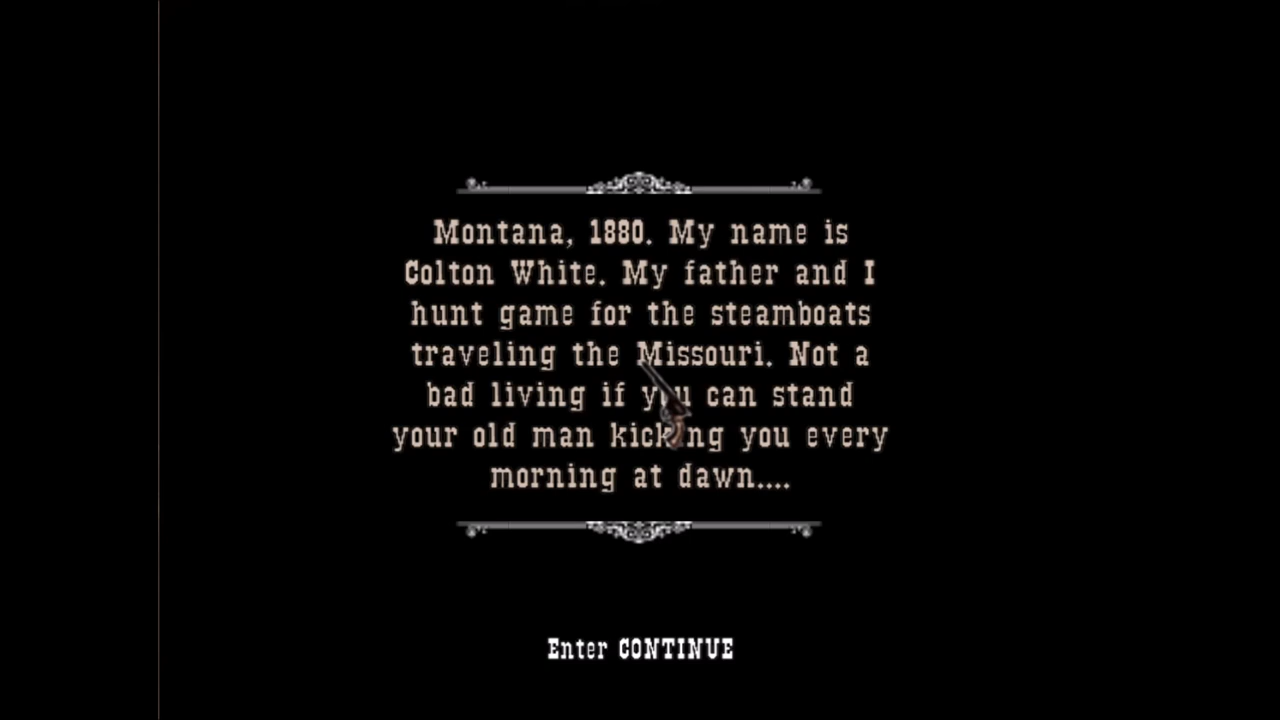 Montana, 1880. My name is
Colton White. My father and I
hunt game for the steamboats
traveling the Missouri. Not a
bad living if you can stand
your old man kicking you every
morning at dawn....
Enter CONTINUE